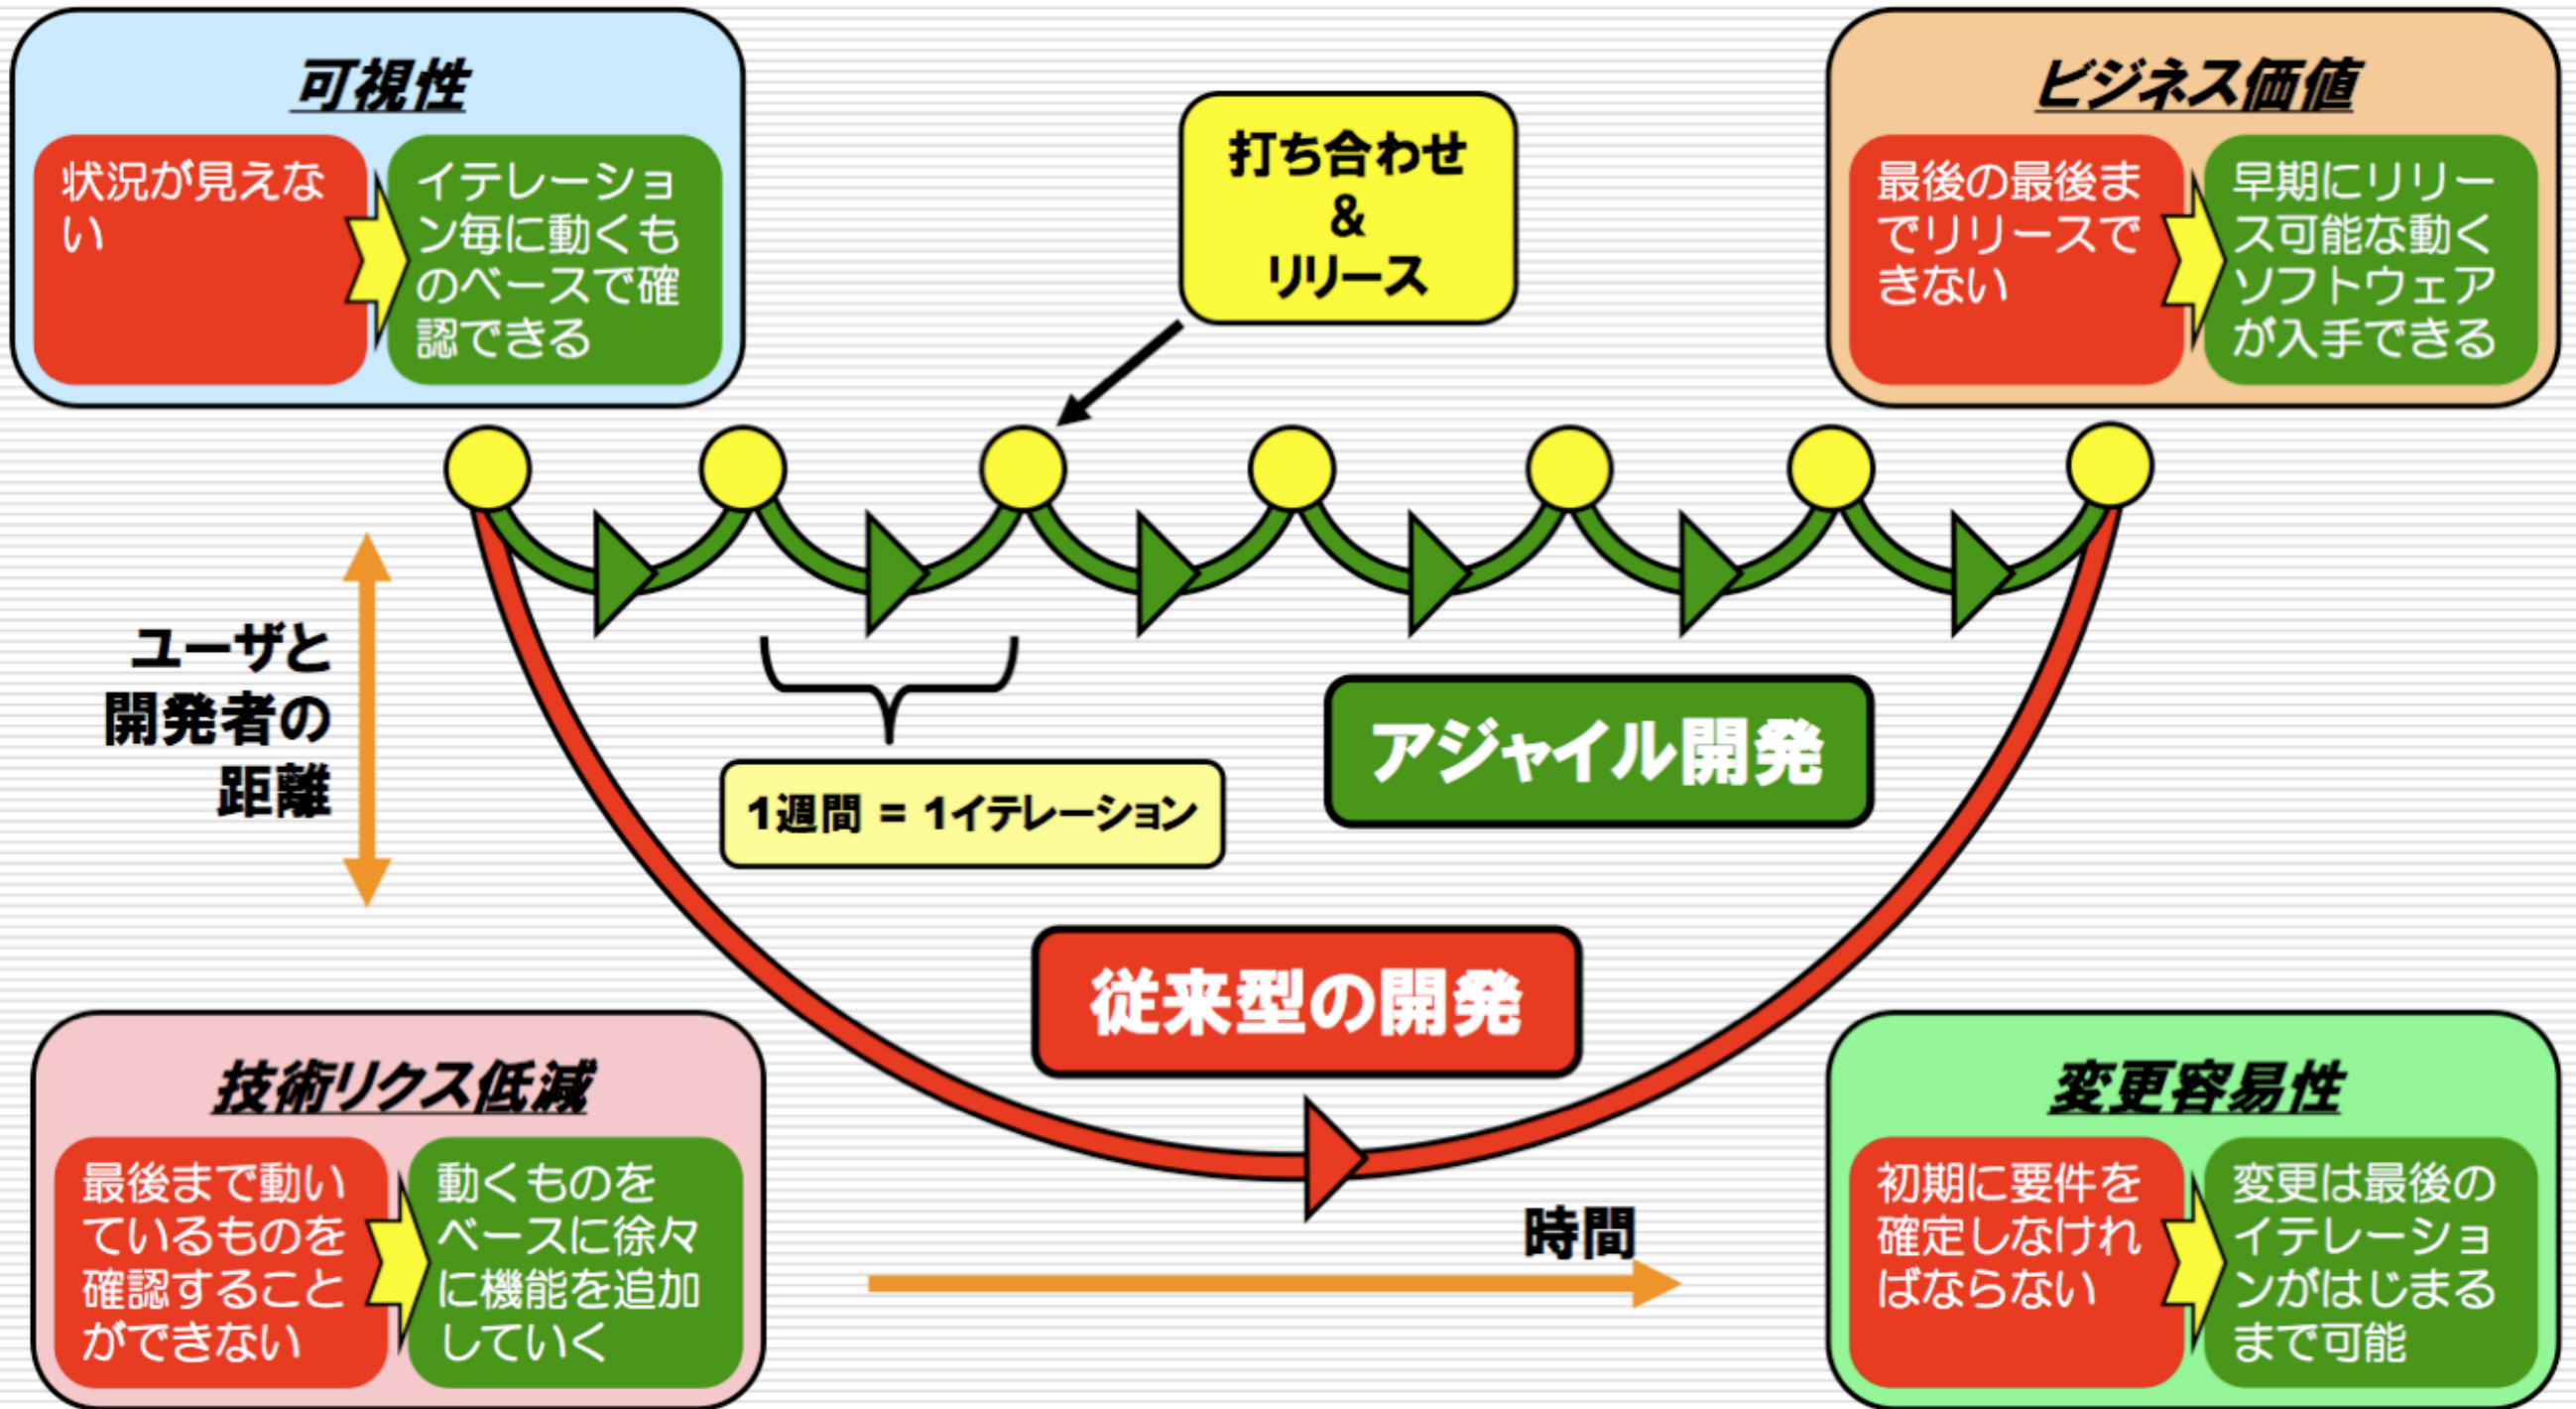 可視性
状況が見えな
い
イテレーショ
ン毎に動くも
のベースで確
認できる
打ち合わせ
&
リリース
ビジネス価値
最後の最後ま
でリリースで
きない
早期にリリー
ス可能な動く
ソフトウェア
が入手できる
ユーザと
開発者の
距離
1週間 = 1イテレーション
アジャイル開発
従来型の開発
時間
技術リクス低減
最後まで動い
ているものを
確認すること
ができない
動くものを
ベースに徐々
に機能を追加
していく
変更容易性
初期に要件を
確定しなけれ
ばならない
変更は最後の
イテレーショ
ンがはじまる
まで可能